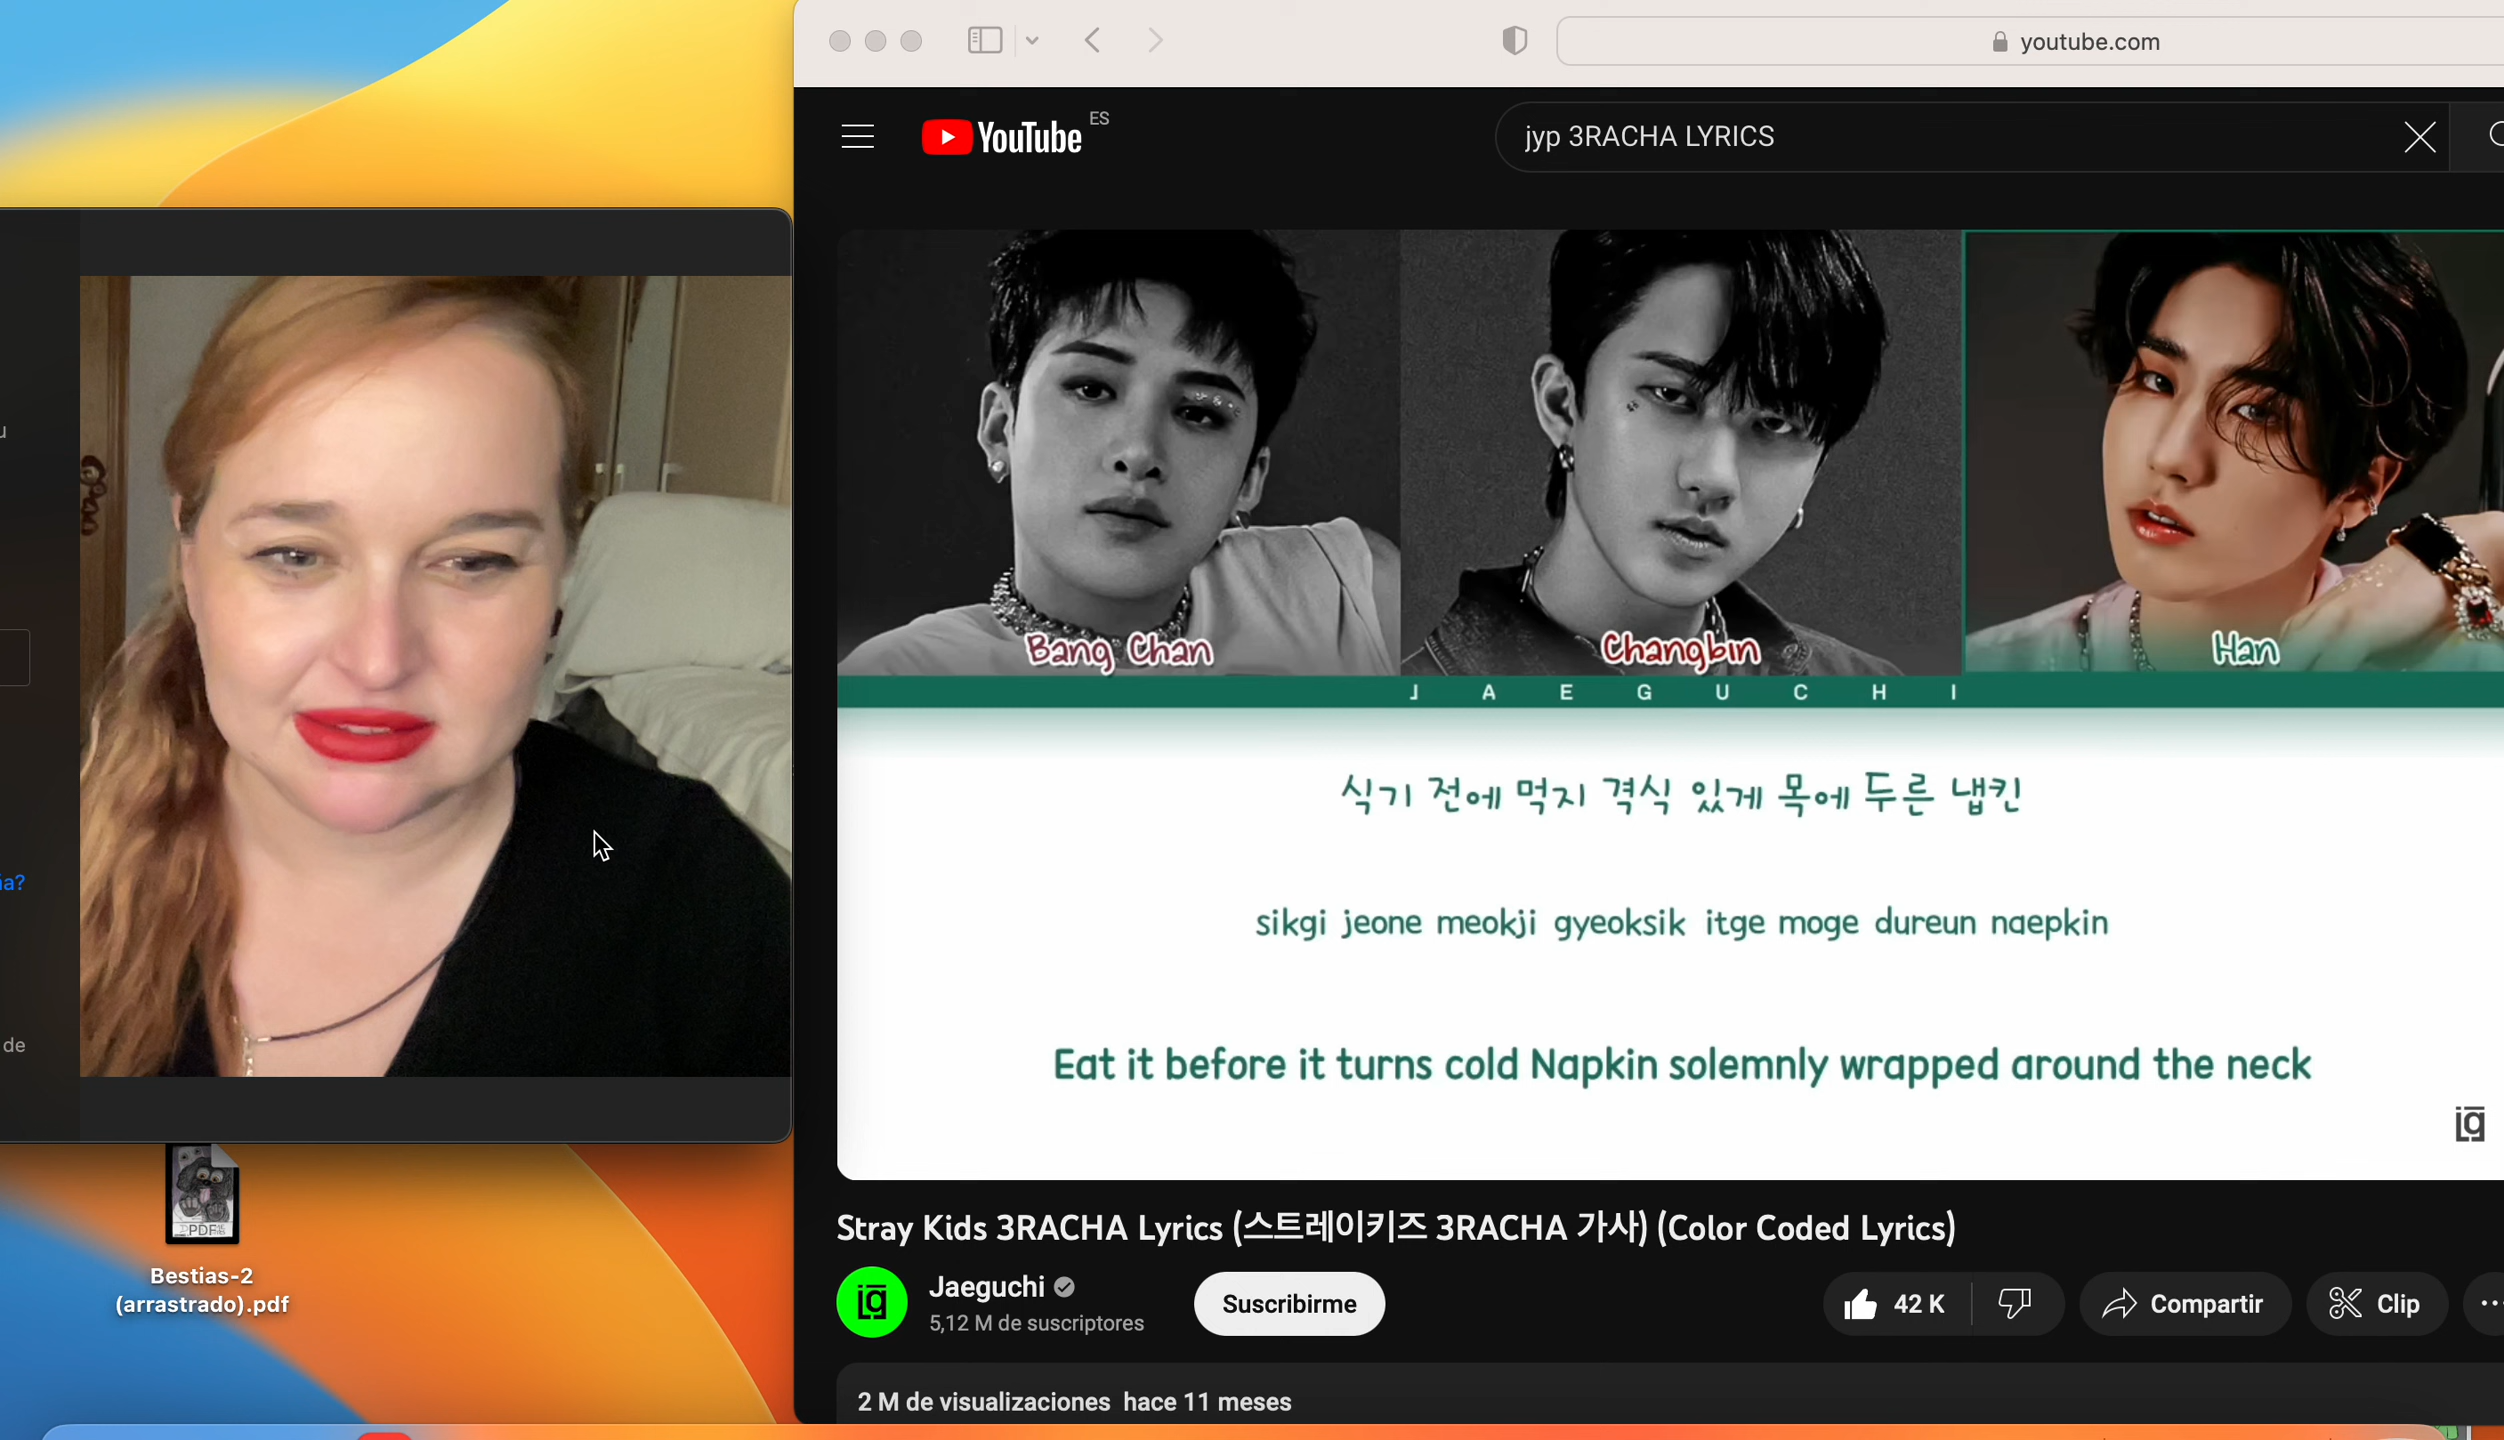 youtube.com
YouTube ES
jyp 3RACHA LYRICS
Bang Chan
Changbin
Han
J A E G U C H I
식기 전에 먹지 격식 있게 목에 두른 냅킨
sikgi jeone meokji gyeoksik itge moge dureun naepkin
Eat it before it turns cold Napkin solemnly wrapped around the neck
Stray Kids 3RACHA Lyrics (스트레이키즈 3RACHA 가사) (Color Coded Lyrics)
Jaeguchi
5,12 M de suscriptores
Suscribirme
42 K
Compartir
Clip
2 M de visualizaciones hace 11 meses
de
PDF
Bestias-2
(arrastrado).pdf